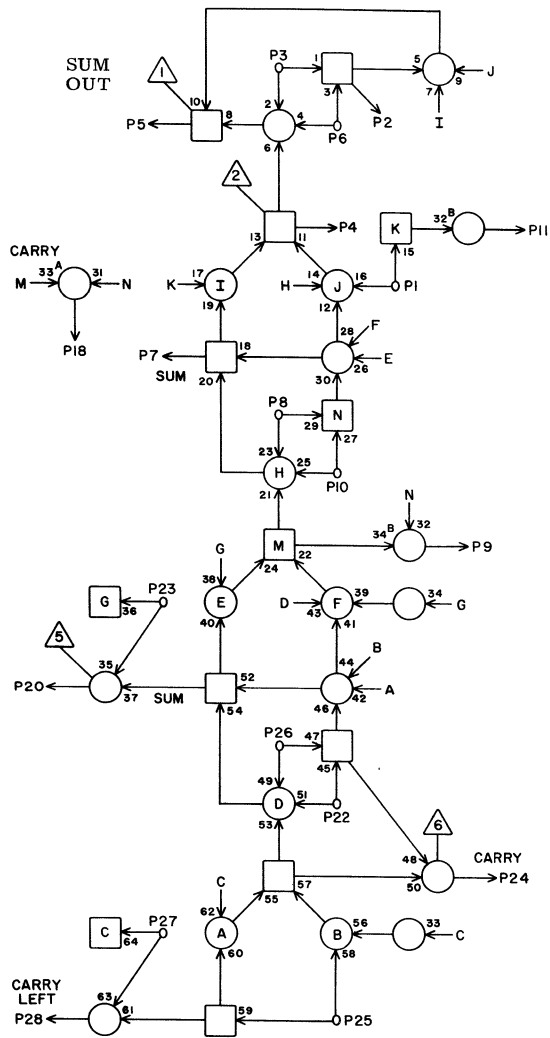 P3 1 5 J
SUM 1 9
OUT 3 7
10 2 4 P2 I
P5 8 P6
6
2
K 32 B P11
13 11 P4 15
CARRY
33 A 31 17 14 16
M N K I H J P1
19 12
P18 28 F
P7 18 E
SUM 30 26
20
P8 N
29 27
23 25
H P10
21
N
M 34 B 32 P9
24 22
G
38 39 34
P23 E D F G
G 40 43 41
36
5 44 B
35 52 A
P20 37 SUM 46 42
54
P26 47
45
49 51
D P22
53 6
48 CARRY
57 50 P24
C 55
62 56 33
P27 A B C
C 60 58
64
CARRY
LEFT 63 59
P28 61 P25